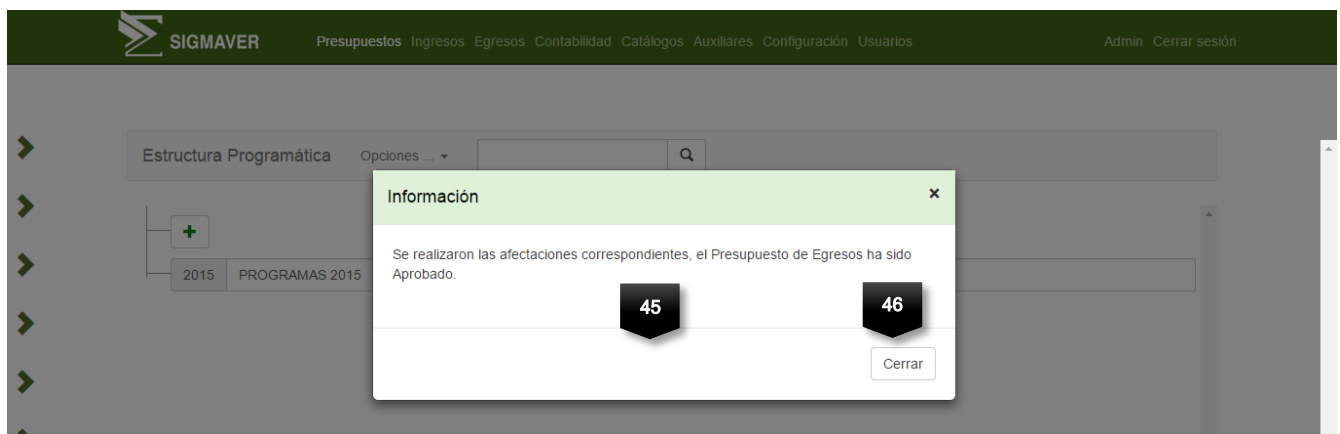 SIGMAVER Presupuestos Ingresos Egresos Contabilidad Catálogos Auxiliares Configuración Usuarios Admin Cerrar sesión
Estructura Programática Opciones ...
Información ×
Se realizaron las afectaciones correspondientes, el Presupuesto de Egresos ha sido
Aprobado.
2015 PROGRAMAS 2015
45 46
Cerrar